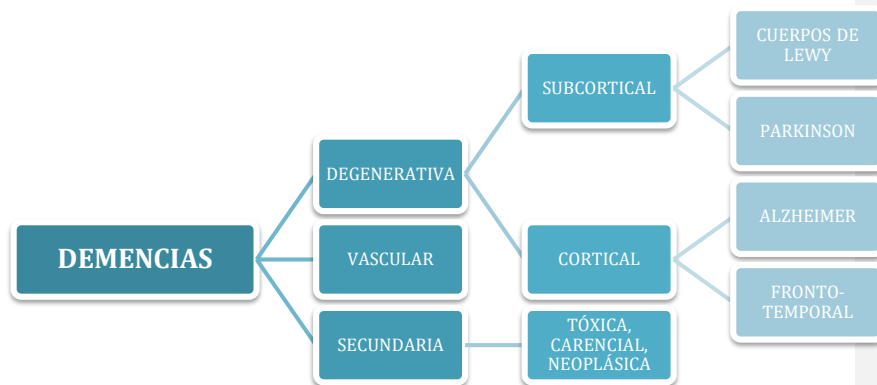 DEMENCIAS
DEGENERATIVA
VASCULAR
SECUNDARIA
SUBCORTICAL
CORTICAL
TÓXICA,
CARENCIAL,
NEOPLÁSICA
CUERPOS DE
LEWY
PARKINSON
ALZHEIMER
FRONTO-
TEMPORAL